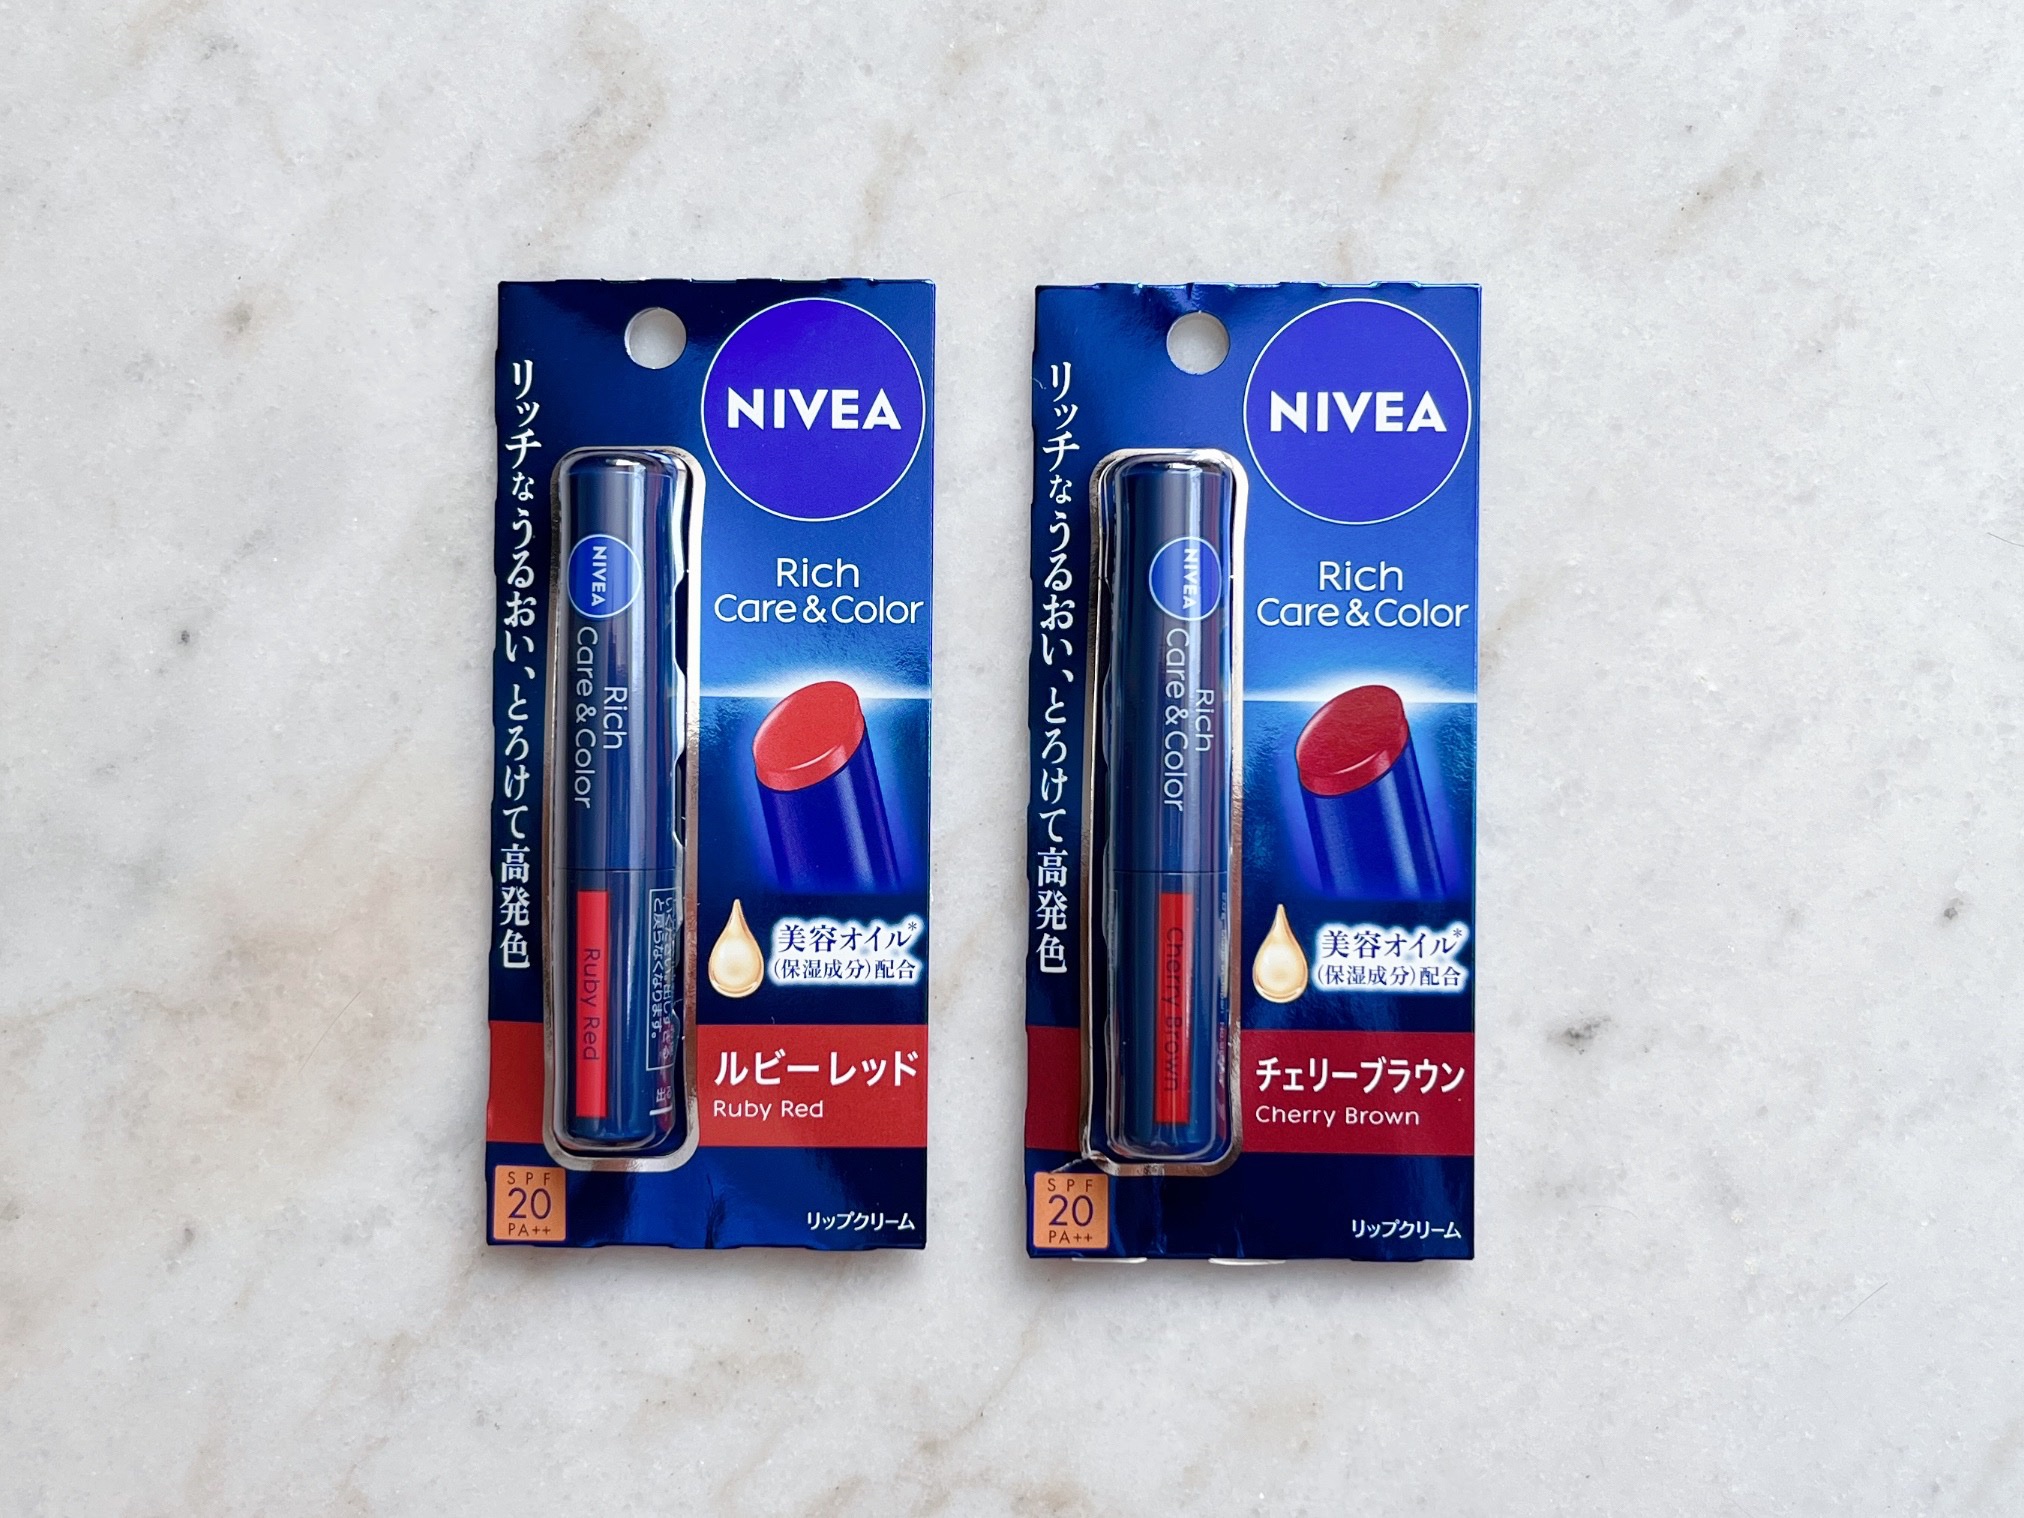 リッチなうるおい、とろけて高発色
NIVEA
Rich
Care & Color
NIVEA
Rich
Care & Color
Ruby Red
美容オイル*
(保湿成分)配合
ルビーレッド
Ruby Red
SPF
20
PA++
リップクリーム
リッチなうるおい、とろけて高発色
NIVEA
Rich
Care & Color
NIVEA
Rich
Care & Color
Cherry Brown
美容オイル*
(保湿成分)配合
チェリーブラウン
Cherry Brown
SPF
20
PA++
リップクリーム